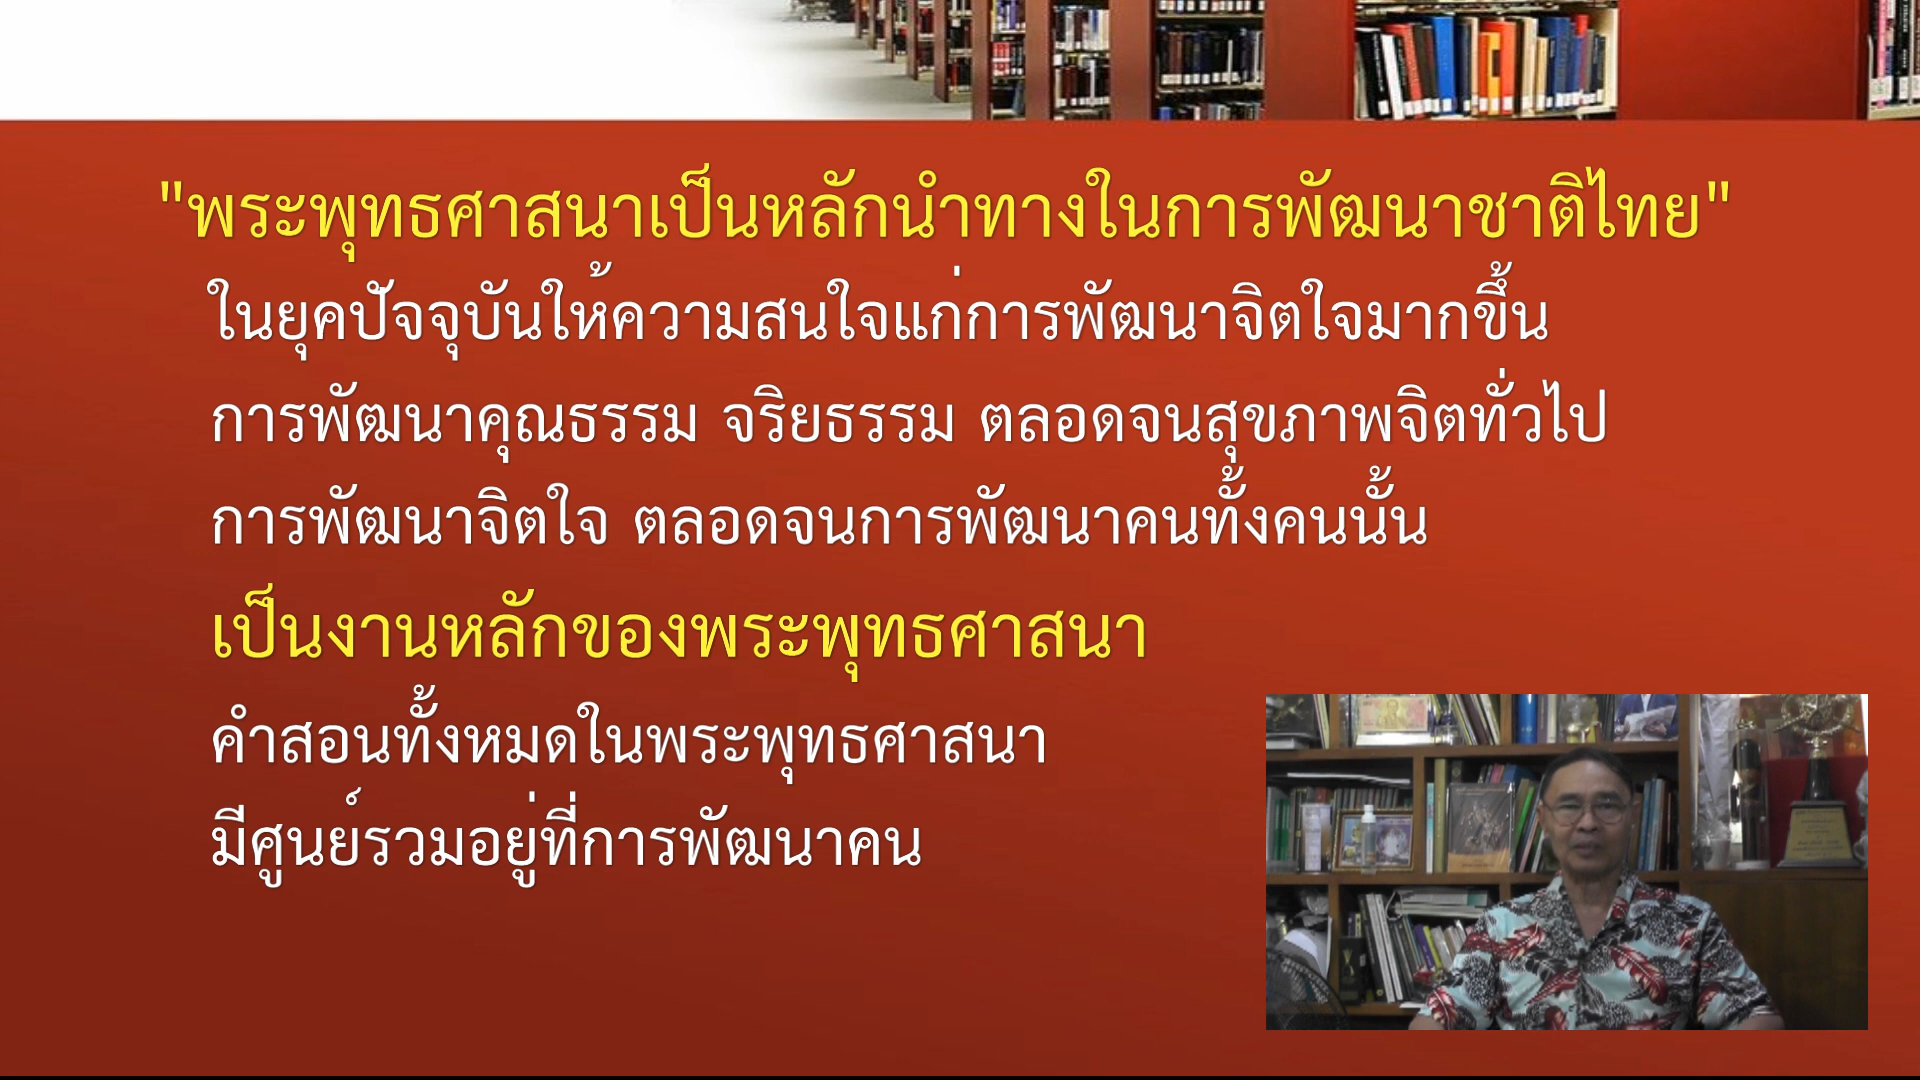 "พระพุทธศาสนาเป็นหลักนำทางในการพัฒนาชาติไทย"
ในยุคปัจจุบันให้ความสนใจแก่การพัฒนาจิตใจมากขึ้น
การพัฒนาคุณธรรม จริยธรรม ตลอดจนสุขภาพจิตทั่วไป
การพัฒนาจิตใจ ตลอดจนการพัฒนาคนทั้งคนนั้น
เป็นงานหลักของพระพุทธศาสนา
คำสอนทั้งหมดในพระพุทธศาสนา
มีศูนย์รวมอยู่ที่การพัฒนาคน